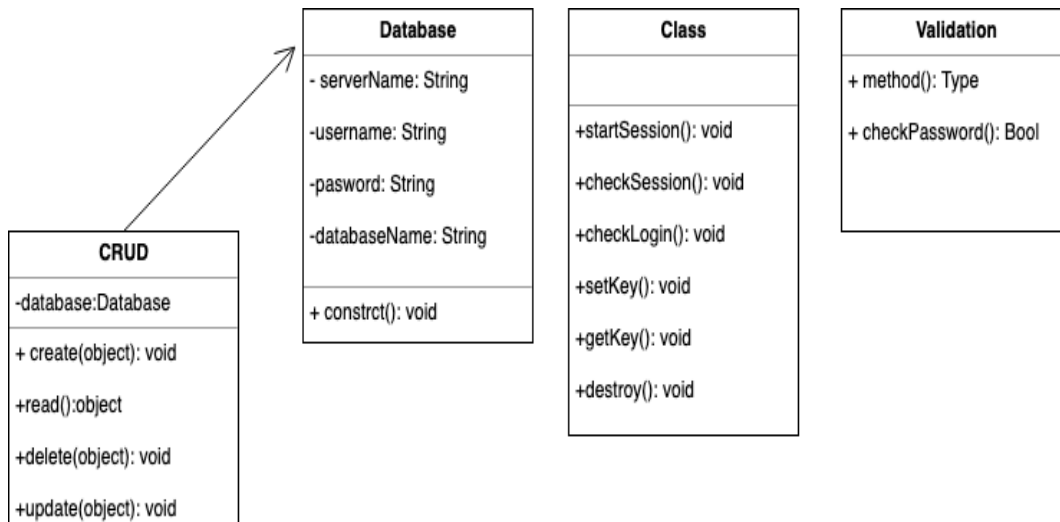 Database
- serverName: String
-username: String
-pasword: String
-databaseName: String
+ constrct(): void
Class
+startSession(): void
+checkSession(): void
+checkLogin(): void
+setKey(): void
+getKey(): void
+destroy(): void
Validation
+ method(): Type
+ checkPassword(): Bool
CRUD
-database:Database
+ create(object): void
+read():object
+delete(object): void
+update(object): void